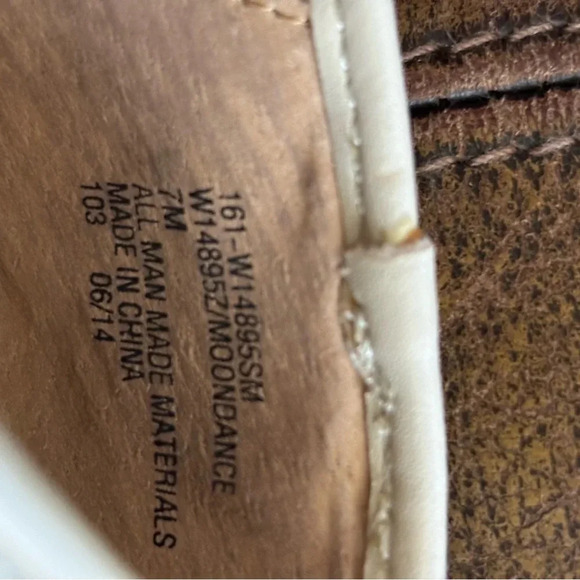 161-W14895SM
W14895Z/MOONDANCE
7M
ALL MAN MADE MATERIALS
MADE IN CHINA
103 06/14